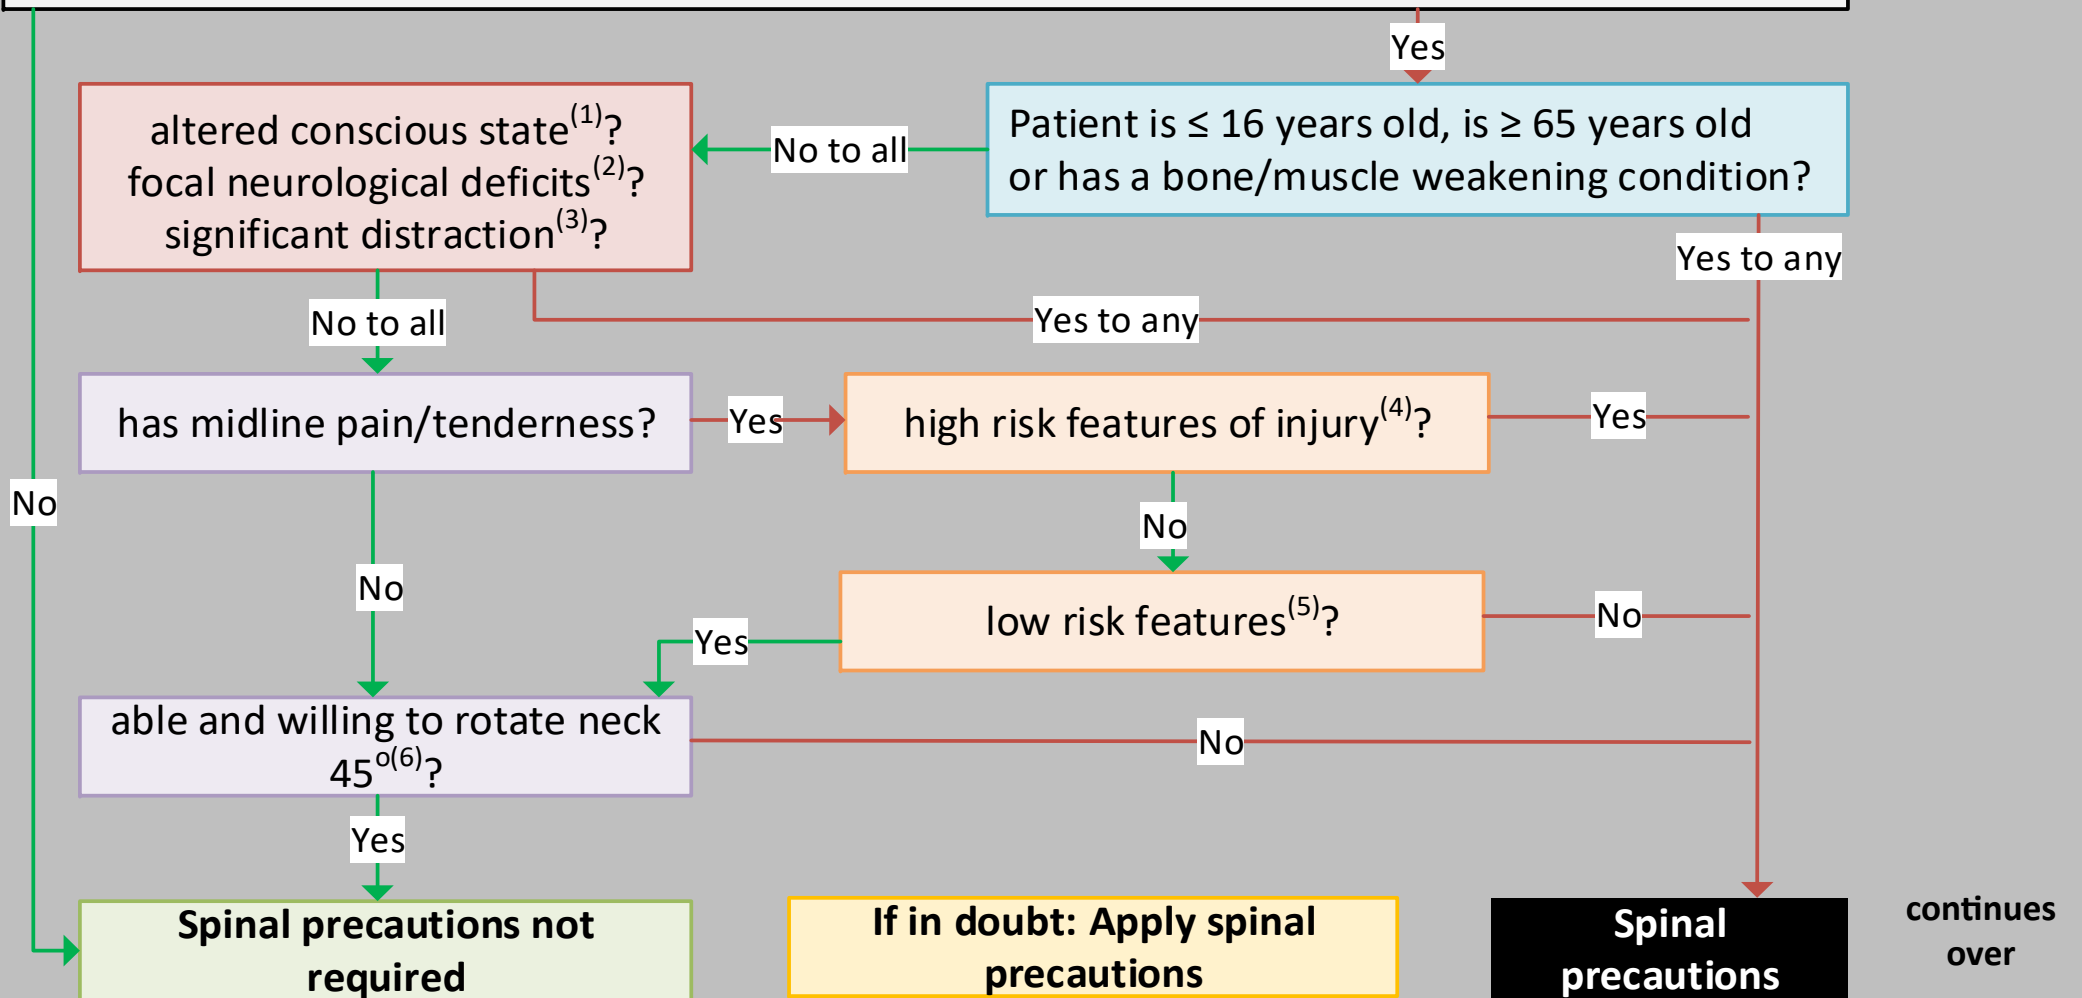 Yes
Patient is ≤ 16 years old, is ≥ 65 years old
or has a bone/muscle weakening condition?
No to all
altered conscious state(1)?
focal neurological deficits(2)?
significant distraction(3)?
Yes to any
No to all
Yes to any
has midline pain/tenderness?
Yes
high risk features of injury(4)?
Yes
No
No
No
low risk features(5)?
No
Yes
able and willing to rotate neck
45o(6)?
No
Yes
Spinal precautions not
required
If in doubt: Apply spinal
precautions
Spinal
precautions
continues
over